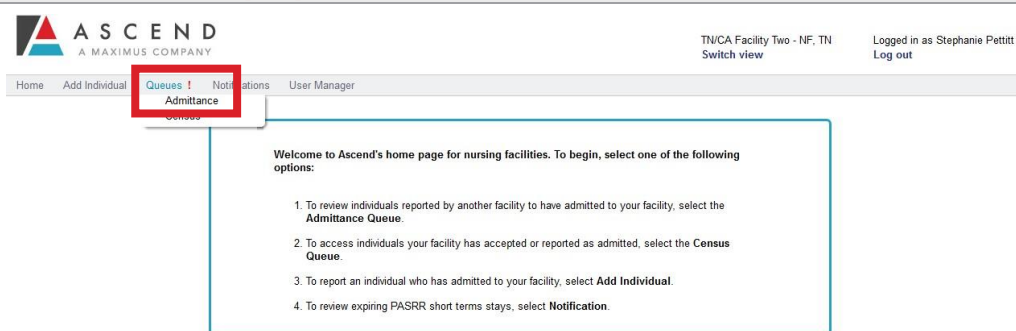 ASCEND
A MAXIMUS COMPANY
TN/CA Facility Two - NF, TN
Switch view
Logged in as Stephanie Pettitt
Log out
Home Add Individual Queues ! Notifications User Manager
Admittance
Census
Welcome to Ascend's home page for nursing facilities. To begin, select one of the following
options:
1. To review individuals reported by another facility to have admitted to your facility, select the
Admittance Queue.
2. To access individuals your facility has accepted or reported as admitted, select the Census
Queue.
3. To report an individual who has admitted to your facility, select Add Individual.
4. To review expiring PASRR short terms stays, select Notification.